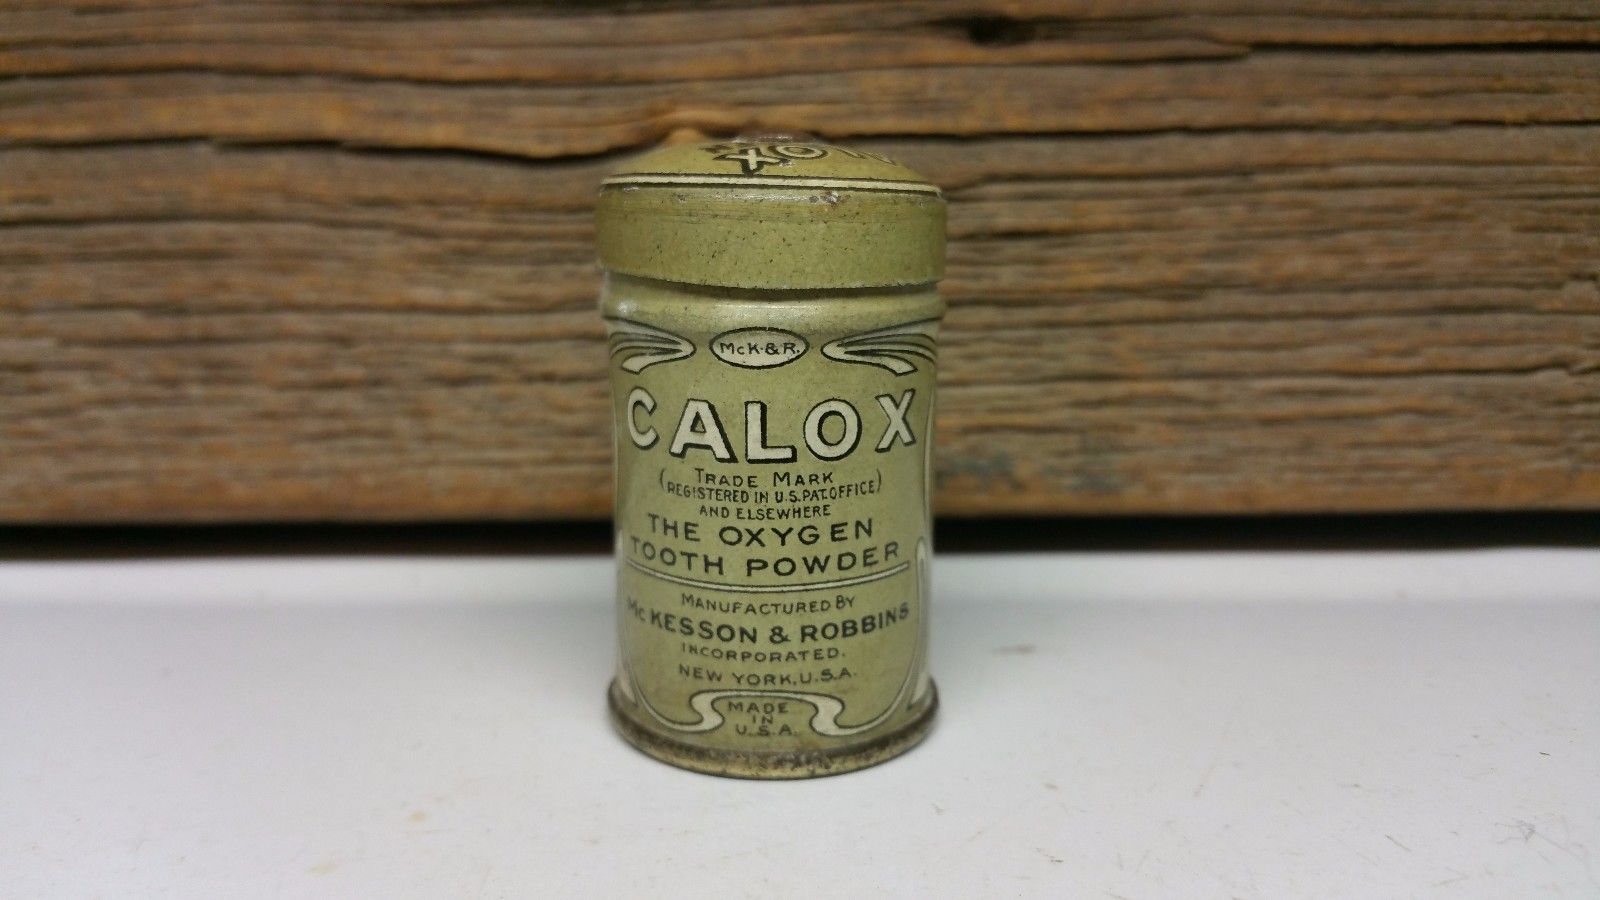 McK.&R.
CALOX
TRADE MARK
(REGISTERED IN U.S.PAT.OFFICE)
AND ELSEWHERE
THE OXYGEN
TOOTH POWDER
MANUFACTURED BY
McKESSON & ROBBINS
INCORPORATED.
NEW YORK, U.S.A.
MADE
IN
U.S.A.